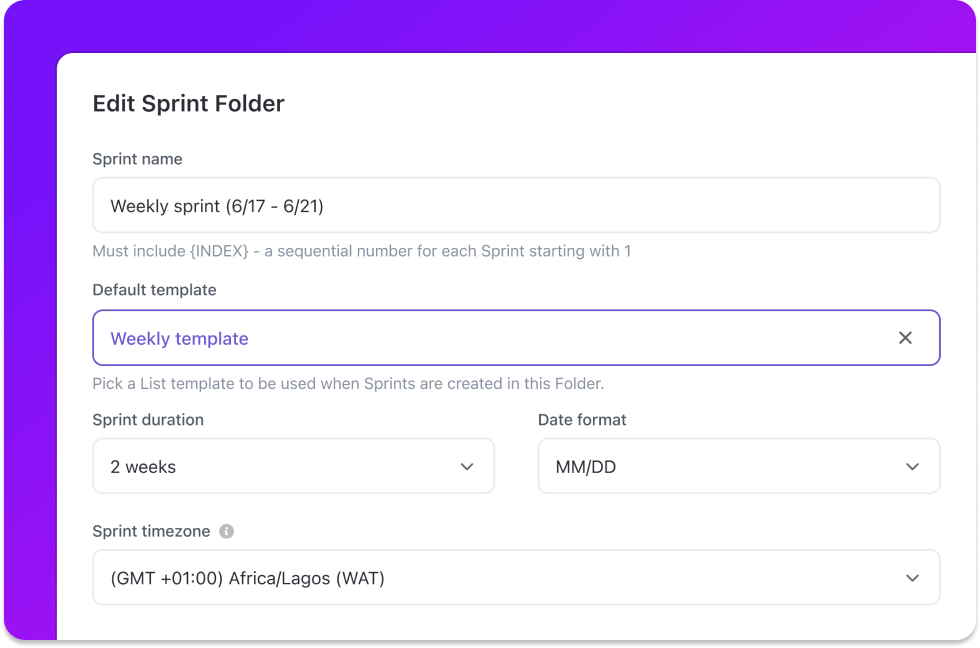 Edit Sprint Folder
Sprint name
Weekly sprint (6/17 - 6/21)
Must include {INDEX} - a sequential number for each Sprint starting with 1
Default template
Weekly template
Pick a List template to be used when Sprints are created in this Folder.
Sprint duration
Date format
2 weeks
MM/DD
Sprint timezone
(GMT +01:00) Africa/Lagos (WAT)